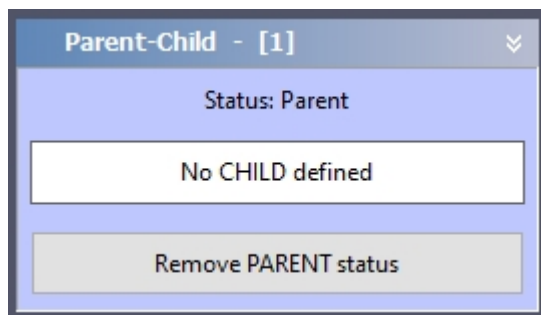 Parent-Child - [1]
Status: Parent
No CHILD defined
Remove PARENT status